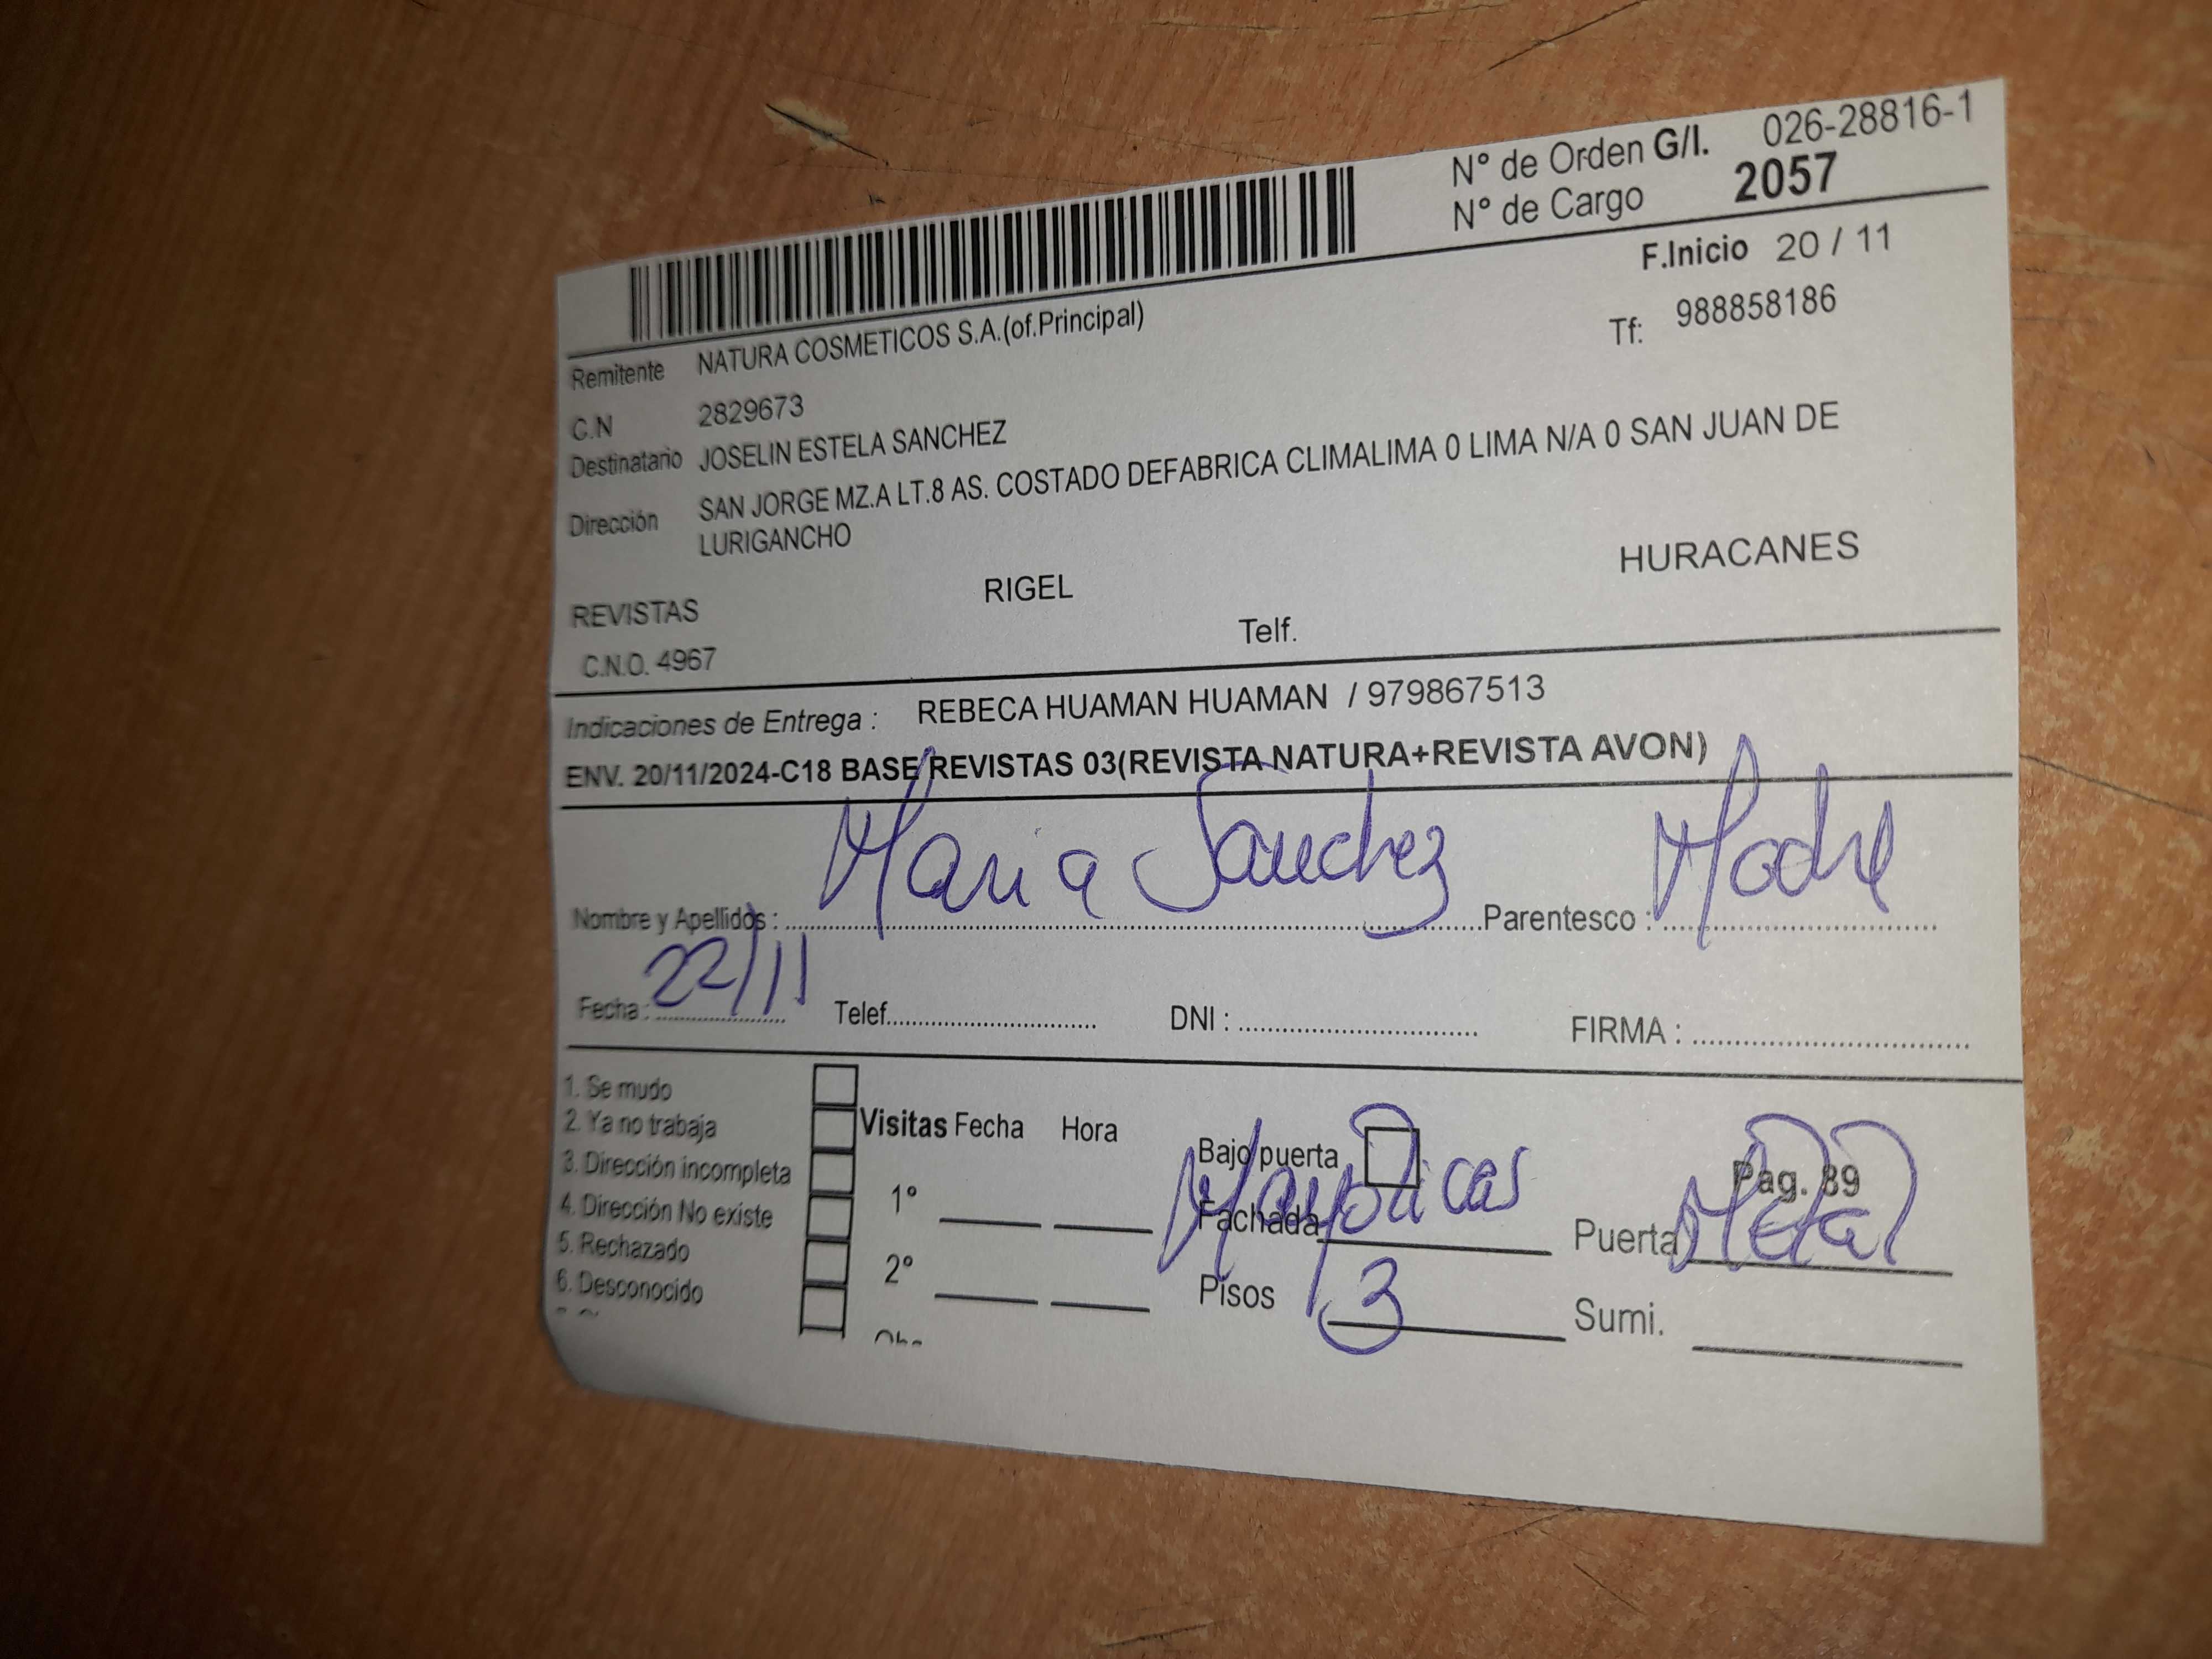 N° de Orden G/I. 026-28816-1
N° de Cargo 2057
F.Inicio 20 / 11
Remitente NATURA COSMETICOS S.A.(of.Principal)
Tf: 988858186
C.N 2829673
Destinatario JOSELIN ESTELA SANCHEZ
Dirección SAN JORGE MZ.A LT.8 AS. COSTADO DEFABRICA CLIMALIMA 0 LIMA N/A 0 SAN JUAN DE
LURIGANCHO
REVISTAS RIGEL HURACANES
C.N.O. 4967 Telf.
Indicaciones de Entrega : REBECA HUAMAN HUAMAN / 979867513
ENV. 20/11/2024-C18 BASE REVISTAS 03(REVISTA NATURA+REVISTA AVON)
Nombre y Apellidos : Maria Sanchez Parentesco : Madre
Fecha : 22/11 Telef. DNI : FIRMA :
1. Se mudo
2. Ya no trabaja
3. Dirección incompleta
4. Dirección No existe
5. Rechazado
6. Desconocido
Visitas Fecha Hora
1°
2°
Bajo puerta
Pag. 89
Fachada Mayolicas Puerta Metal
Pisos 3 Sumi.